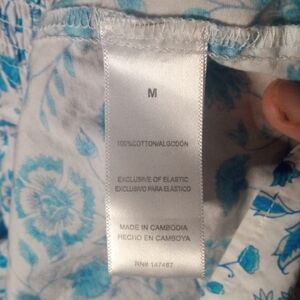 M
100%COTTON/ALGODÓN
EXCLUSIVE OF ELASTIC
EXCLUSIVO PARA ELÁSTICO
MADE IN CAMBODIA
HECHO EN CAMBOYA
RN# 147487